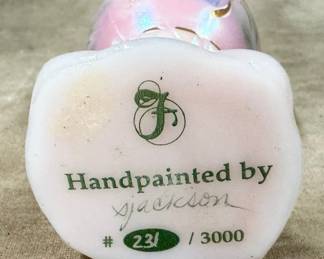 F
Handpainted by
sjackson
# 231 / 3000